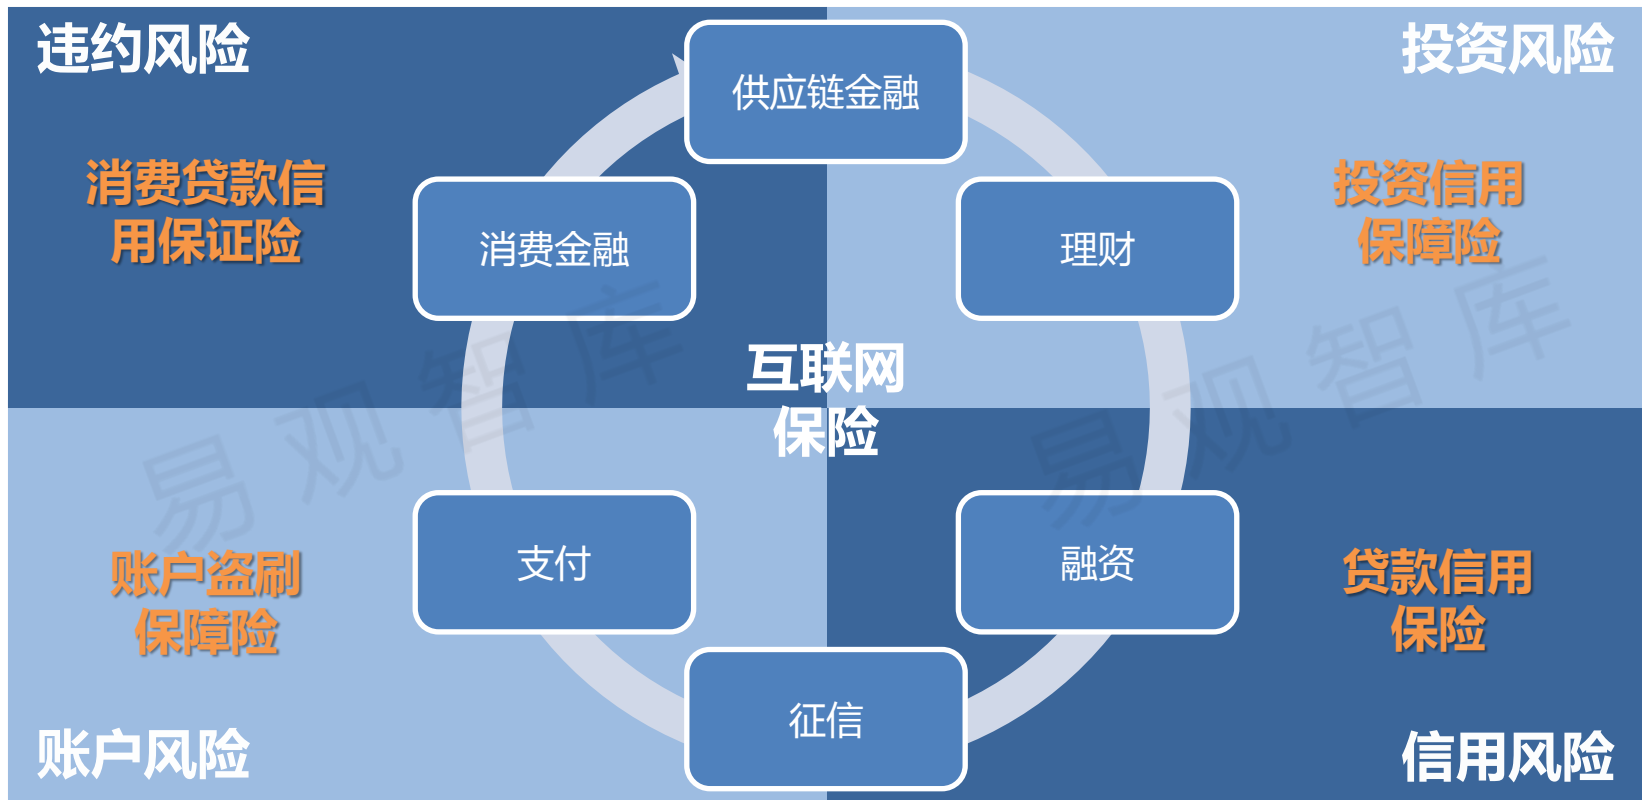 违约风险
投资风险
供应链金融
消费贷款信
用保证险
投资信用
保障险
消费金融
理财
互联网
保险
易观智库
易观智库
支付
融资
账户盗刷
保障险
贷款信用
保险
征信
账户风险
信用风险